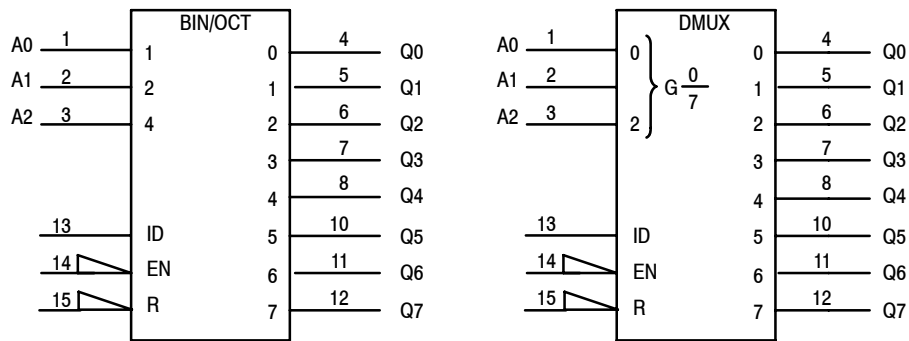 BIN/OCT
A0 1 1 0 4 Q0
A1 2 2 1 5 Q1
A2 3 4 2 6 Q2
3 7 Q3
4 8 Q4
13 ID 5 10 Q5
14 EN 6 11 Q6
15 R 7 12 Q7
DMUX
A0 1 0 0 4 Q0
A1 2 G 0/7 1 5 Q1
A2 3 2 2 6 Q2
3 7 Q3
4 8 Q4
13 ID 5 10 Q5
14 EN 6 11 Q6
15 R 7 12 Q7